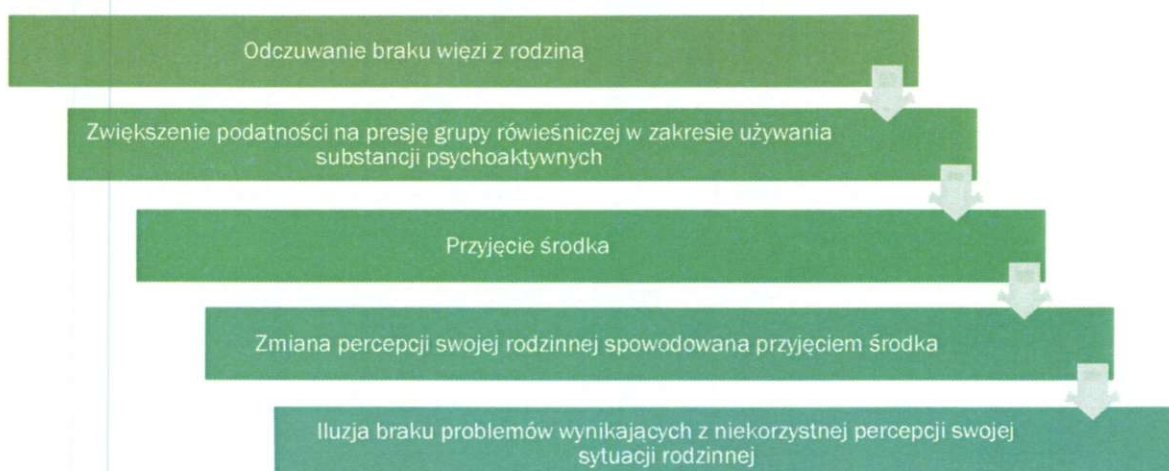 Odczuwanie braku więzi z rodziną
Zwiększenie podatności na presję grupy rówieśniczej w zakresie używania
substancji psychoaktywnych
Przyjęcie środka
Zmiana percepcji swojej rodzinnej spowodowana przyjęciem środka
Iluzja braku problemów wynikających z niekorzystnej percepcji swojej
sytuacji rodzinnej